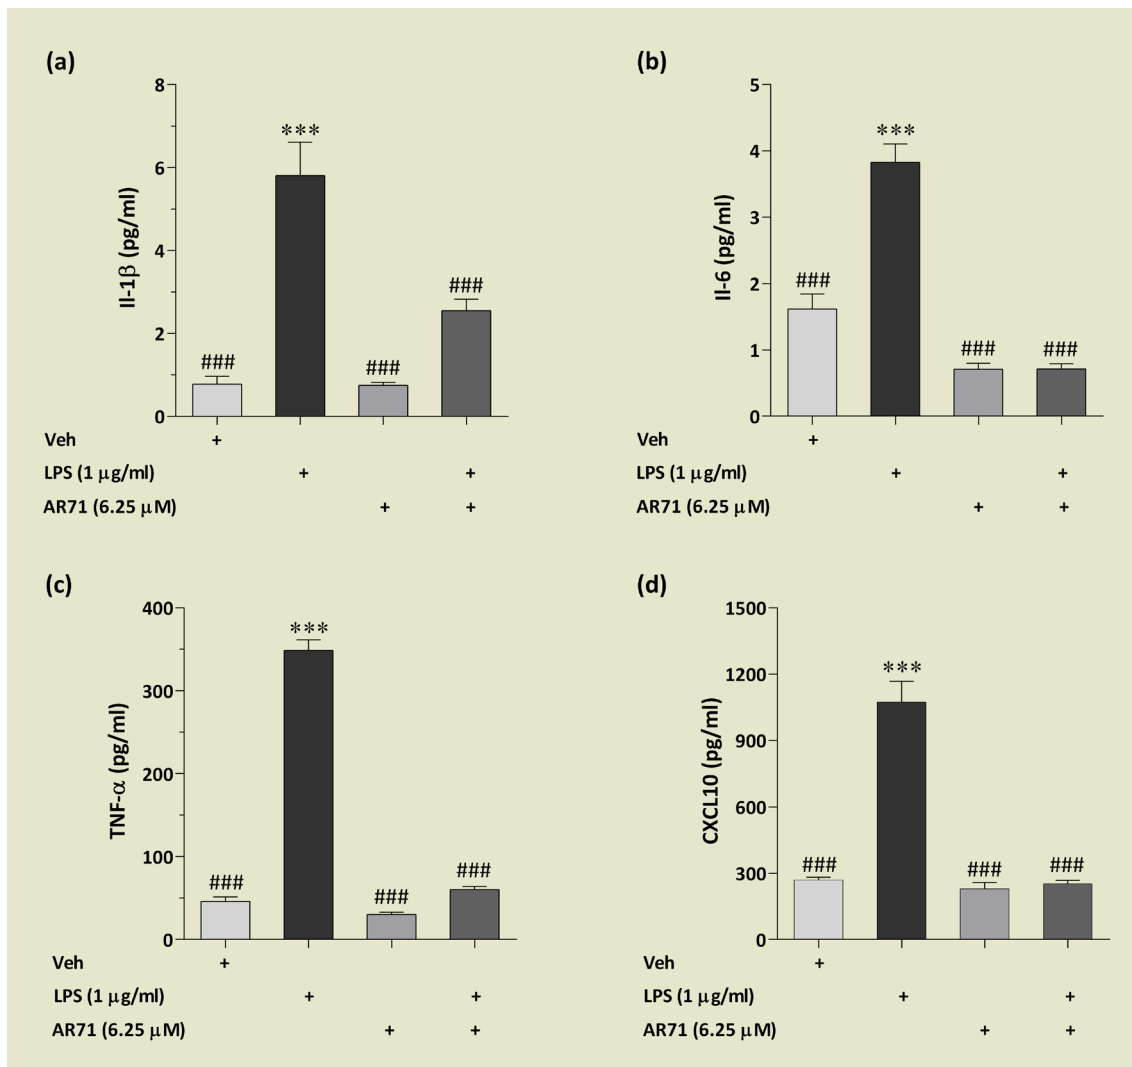 (a)
8
6
4
2
0
Il-1β (pg/ml)
***
###
###
###
Veh +
LPS (1 µg/ml) + +
AR71 (6.25 µM) + +
(b)
5
4
3
2
1
0
Il-6 (pg/ml)
***
###
###
###
Veh +
LPS (1 µg/ml) + +
AR71 (6.25 µM) + +
(c)
400
300
200
100
0
TNF-α (pg/ml)
***
###
###
###
Veh +
LPS (1 µg/ml) + +
AR71 (6.25 µM) + +
(d)
1500
1200
900
600
300
0
CXCL10 (pg/ml)
***
###
###
###
Veh +
LPS (1 µg/ml) + +
AR71 (6.25 µM) + +